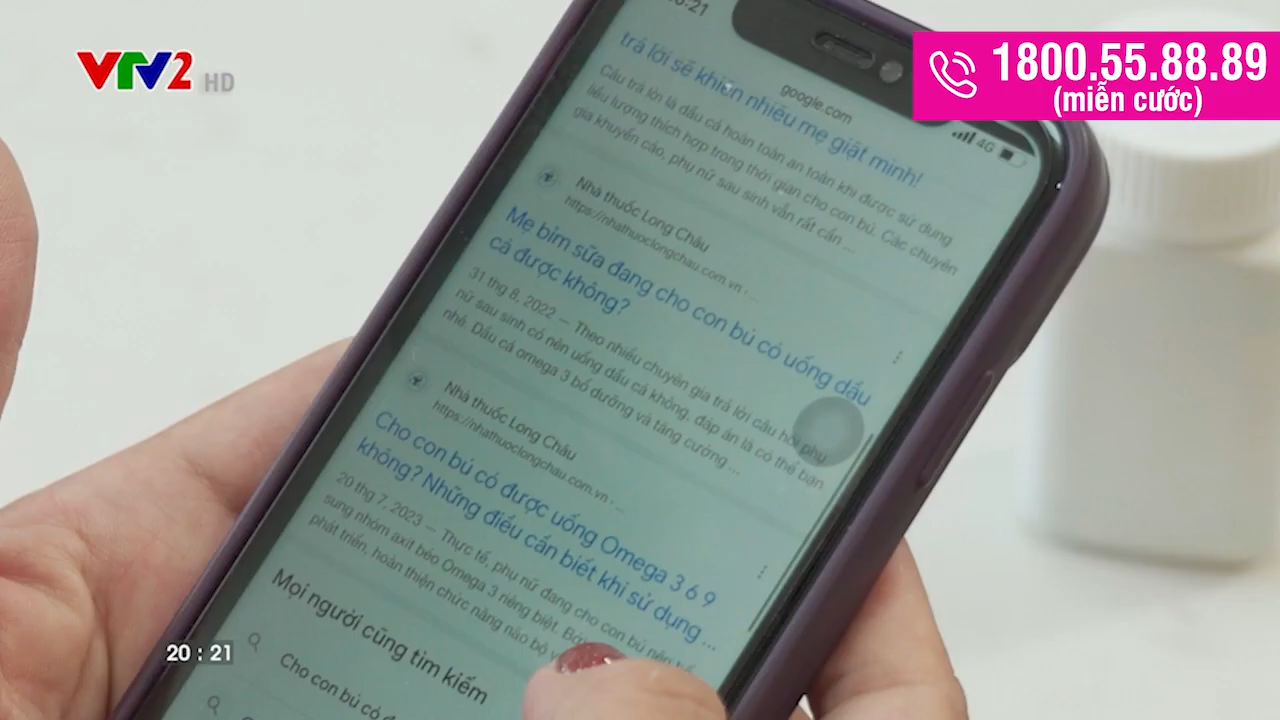 VTV2 HD
1800.55.88.89
(miễn cước)
google.com
4G
trả lời sẽ khiến nhiều mẹ giật mình!
Câu trả lời là dầu cá hoàn toàn an toàn khi được sử dụng
liều lượng thích hợp trong thời gian cho con bú. Các chuyên
gia khuyến cáo, phụ nữ sau sinh vẫn rất cần ...
Nhà thuốc Long Châu
https://nhathuoclongchau.com.vn › ...
Mẹ bỉm sữa đang cho con bú có uống dầu
cá được không?
31 thg 8, 2022 — Theo nhiều chuyên gia trả lời câu hỏi phụ
nữ sau sinh có nên uống dầu cá không, đáp án là có thể bạn
nhé. Dầu cá omega 3 bổ dưỡng và tăng cường ...
Nhà thuốc Long Châu
https://nhathuoclongchau.com.vn › ...
Cho con bú có được uống Omega 3 6 9
không? Những điều cần biết khi sử dụng ...
20 thg 7, 2023 — Thực tế, phụ nữ đang cho con bú nên
sung nhóm axit béo Omega 3 riêng biệt. Bởi
phát triển, hoàn thiện chức năng não bộ
Mọi người cũng tìm kiếm
Cho con bú có
20 : 21